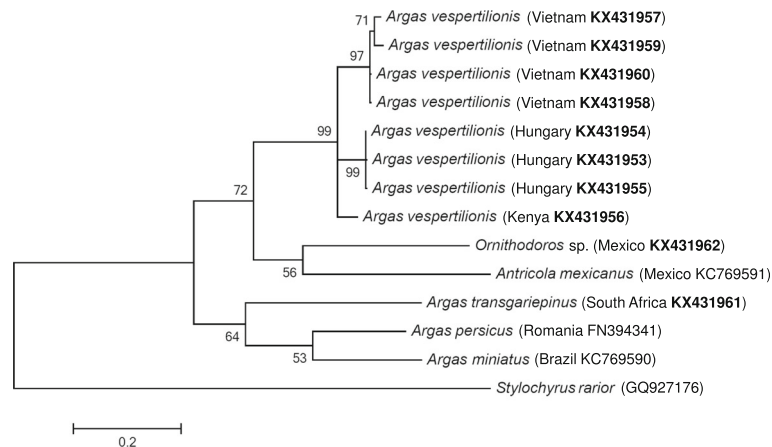 71 Argas vespertilionis (Vietnam KX431957)
Argas vespertilionis (Vietnam KX431959)
97
Argas vespertilionis (Vietnam KX431960)
Argas vespertilionis (Vietnam KX431958)
99 Argas vespertilionis (Hungary KX431954)
Argas vespertilionis (Hungary KX431953)
99
Argas vespertilionis (Hungary KX431955)
72
Argas vespertilionis (Kenya KX431956)
Ornithodoros sp. (Mexico KX431962)
56 Antricola mexicanus (Mexico KC769591)
Argas transgariepinus (South Africa KX431961)
64 Argas persicus (Romania FN394341)
53 Argas miniatus (Brazil KC769590)
Stylochyrus rarior (GQ927176)
0.2